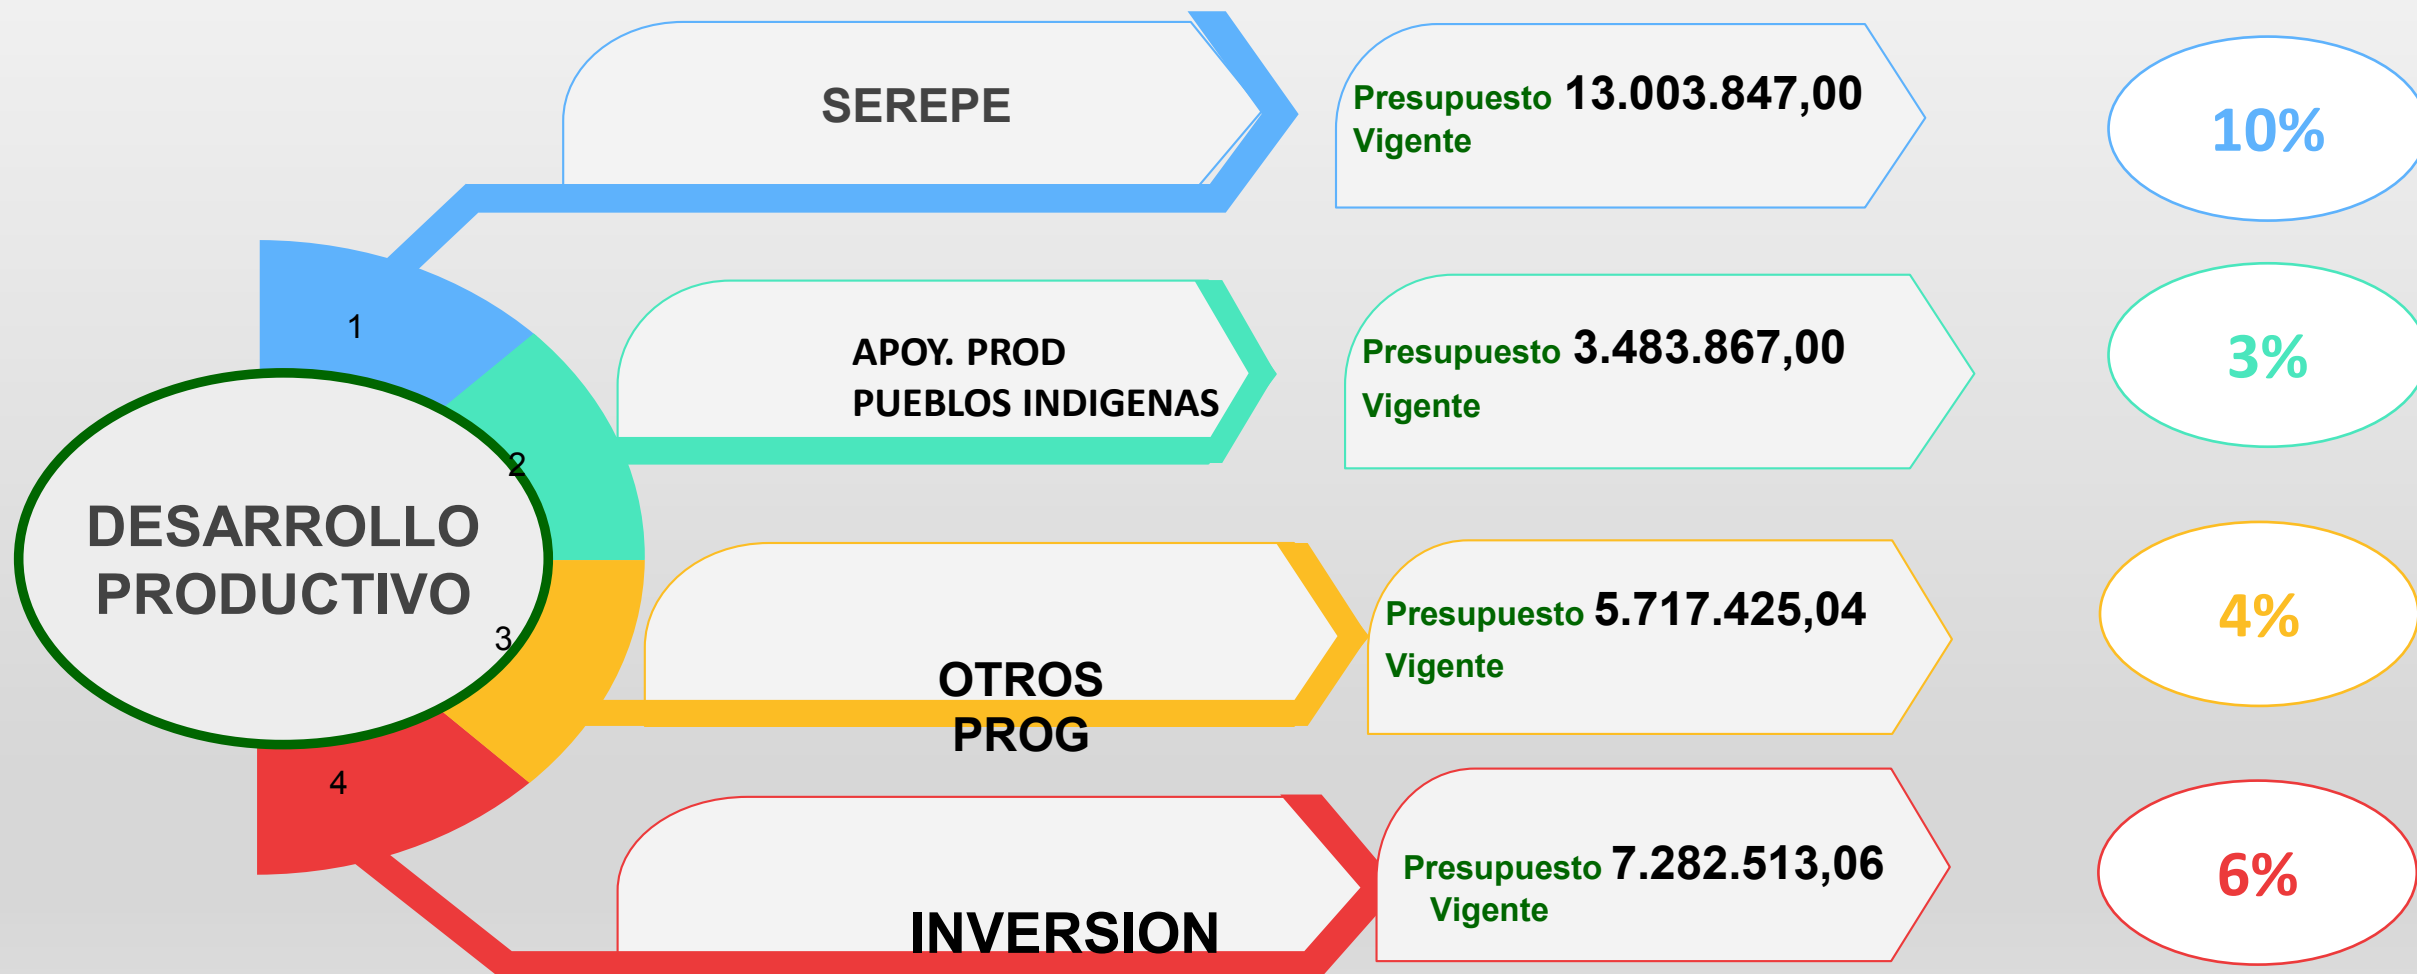 SEREPE
Presupuesto 13.003.847,00
Vigente
10%
1
APOY. PROD
PUEBLOS INDIGENAS
Presupuesto 3.483.867,00
Vigente
3%
2
DESARROLLO
PRODUCTIVO
3
OTROS
PROG
Presupuesto 5.717.425,04
Vigente
4%
4
INVERSION
Presupuesto 7.282.513,06
Vigente
6%